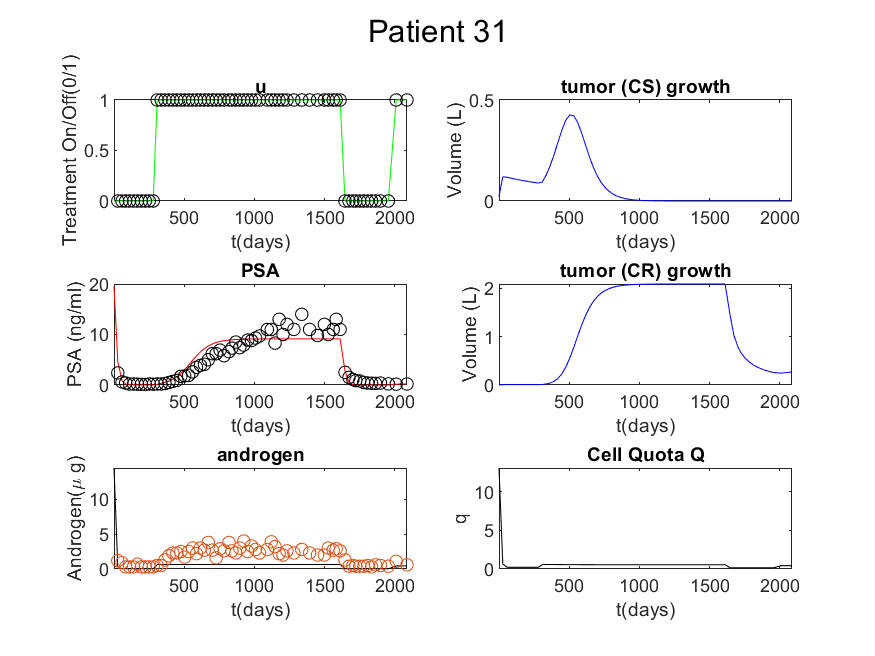 Patient 31
u
Treatment On/Off(0/1)
1
0.5
0
500 1000 1500 2000
t(days)
tumor (CS) growth
Volume (L)
0.5
0
500 1000 1500 2000
t(days)
PSA
PSA (ng/ml)
20
10
0
500 1000 1500 2000
t(days)
tumor (CR) growth
Volume (L)
2
1
0
500 1000 1500 2000
t(days)
androgen
Androgen(μ g)
10
5
0
500 1000 1500 2000
t(days)
Cell Quota Q
q
10
5
0
500 1000 1500 2000
t(days)